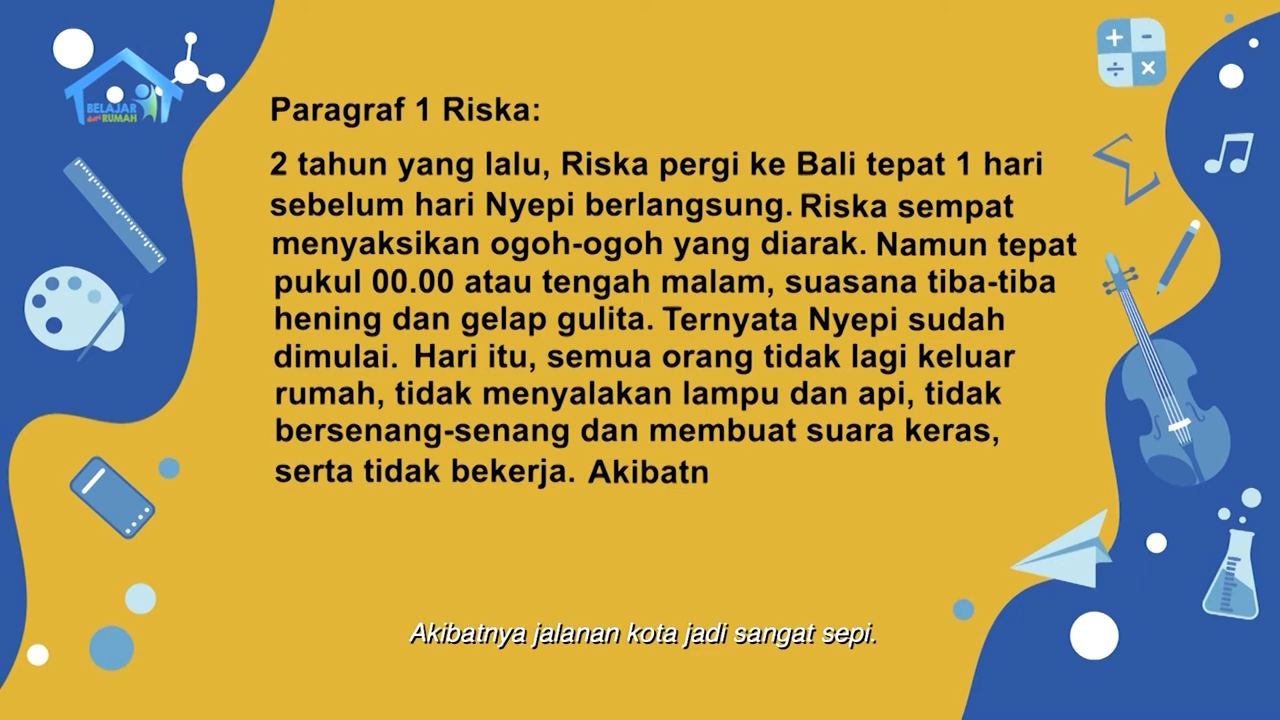 BELAJAR
dari RUMAH
Paragraf 1 Riska:
2 tahun yang lalu, Riska pergi ke Bali tepat 1 hari
sebelum hari Nyepi berlangsung. Riska sempat
menyaksikan ogoh-ogoh yang diarak. Namun tepat
pukul 00.00 atau tengah malam, suasana tiba-tiba
hening dan gelap gulita. Ternyata Nyepi sudah
dimulai. Hari itu, semua orang tidak lagi keluar
rumah, tidak menyalakan lampu dan api, tidak
bersenang-senang dan membuat suara keras,
serta tidak bekerja. Akibatn
Akibatnya jalanan kota jadi sangat sepi.